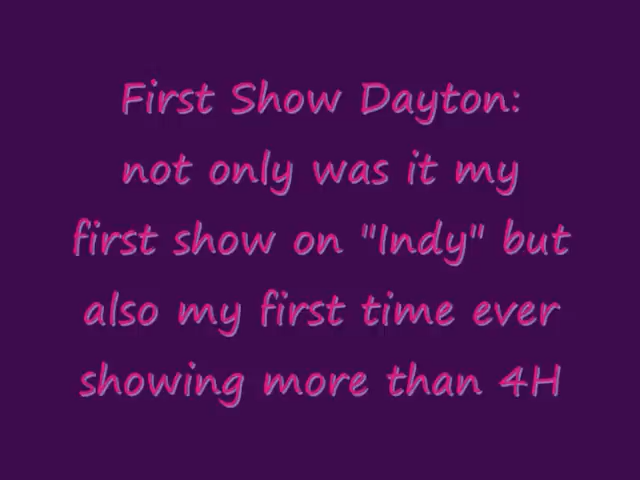 First Show Dayton:
not only was it my
first show on "Indy" but
also my first time ever
showing more than 4H